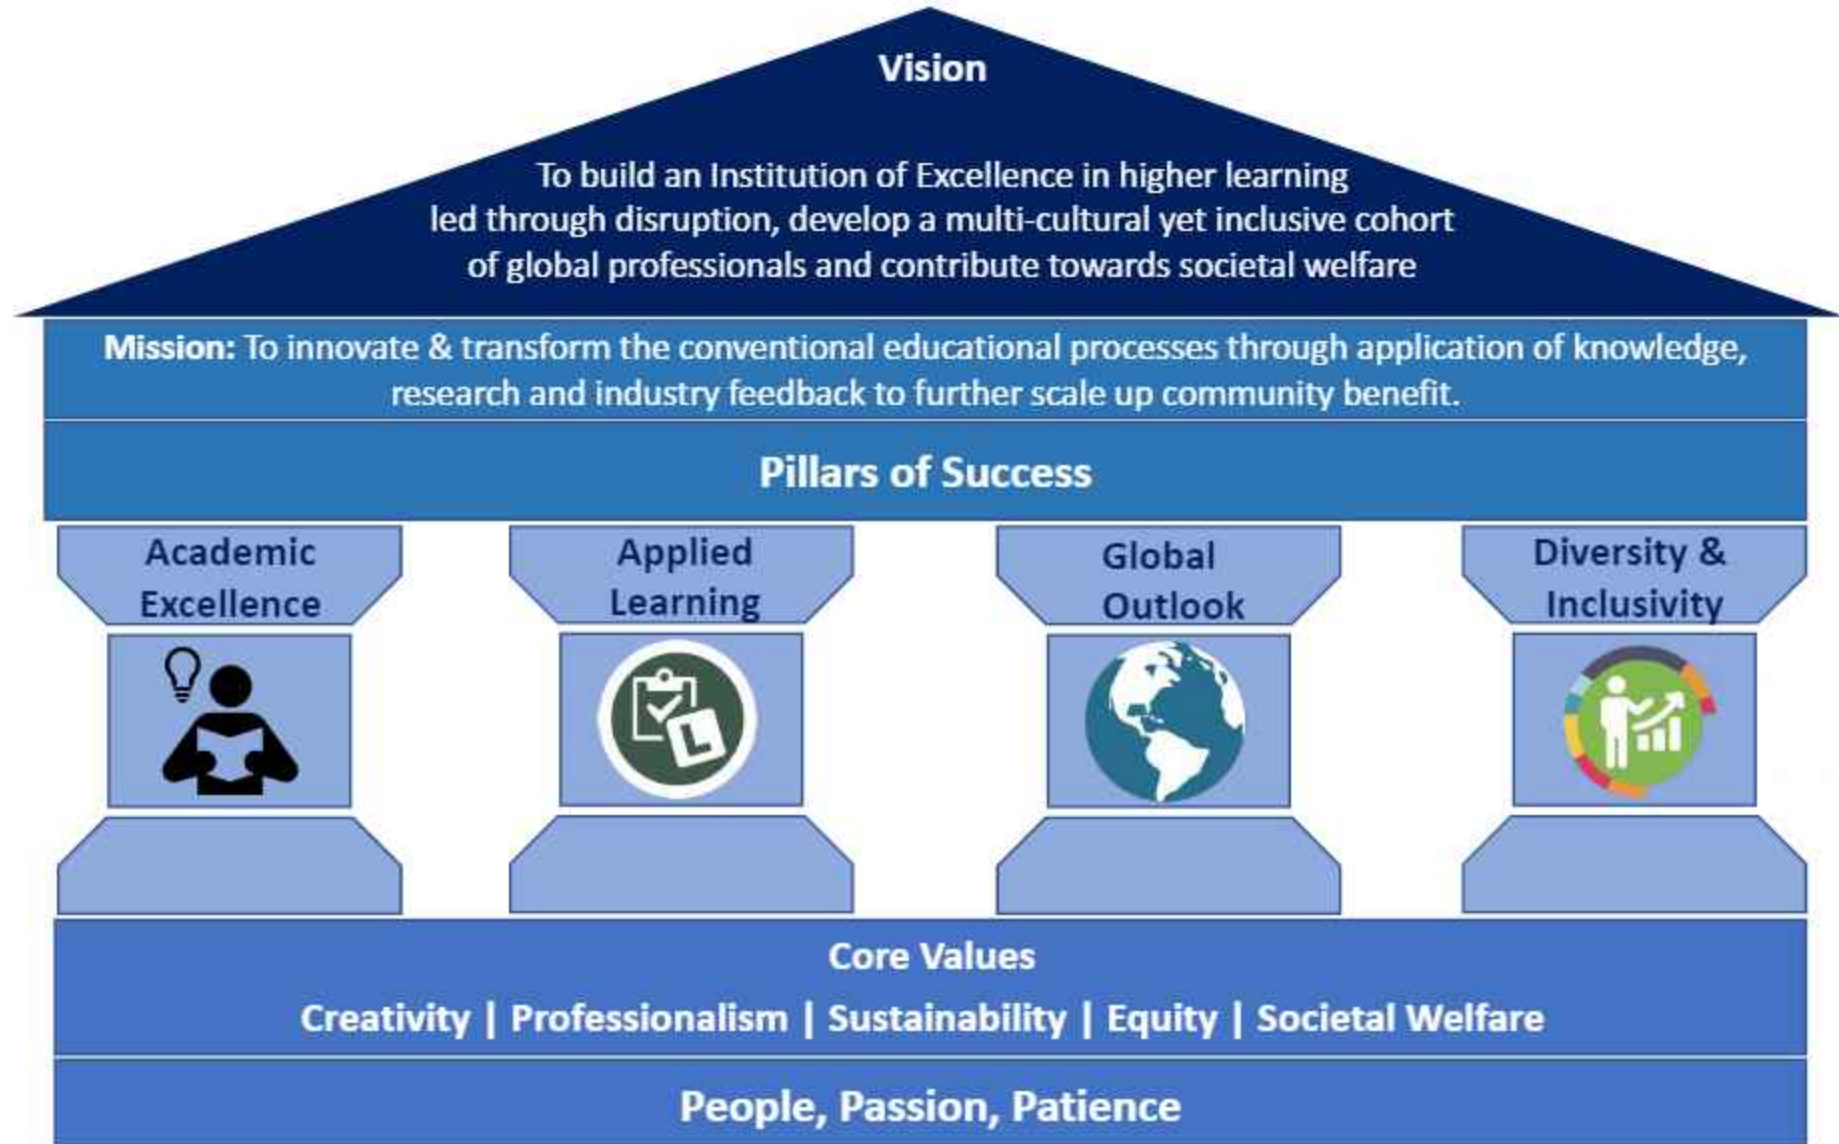 Vision
To build an Institution of Excellence in higher learning
led through disruption, develop a multi-cultural yet inclusive cohort
of global professionals and contribute towards societal welfare
Mission: To innovate & transform the conventional educational processes through application of knowledge,
research and industry feedback to further scale up community benefit.
Pillars of Success
Academic
Excellence
Applied
Learning
L
Global
Outlook
Diversity &
Inclusivity
Core Values
Creativity | Professionalism | Sustainability | Equity | Societal Welfare
People, Passion, Patience